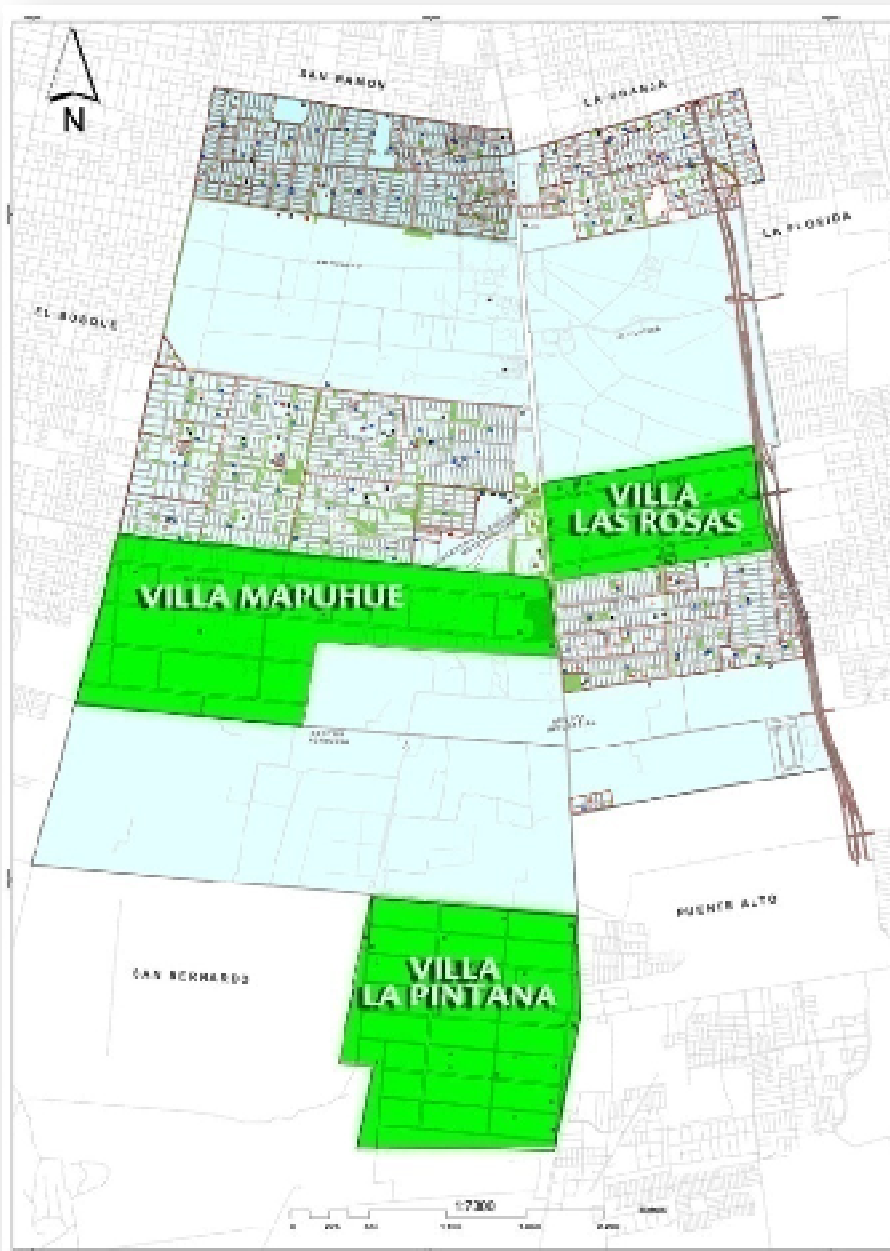 SAN RAMON
LA GRANJA
N
LA FLORIDA
EL BOSQUE
VILLA
LAS ROSAS
VILLA MAPUHUE
PUENTE ALTO
SAN BERNARDO
VILLA
LA PINTANA